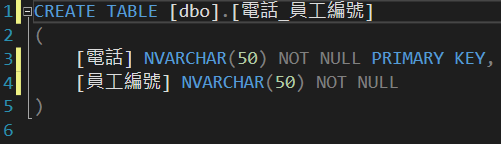 1 CREATE TABLE [dbo].[電話_員工編號]
2 (
3 [電話] NVARCHAR(50) NOT NULL PRIMARY KEY,
4 [員工編號] NVARCHAR(50) NOT NULL
5 )
6